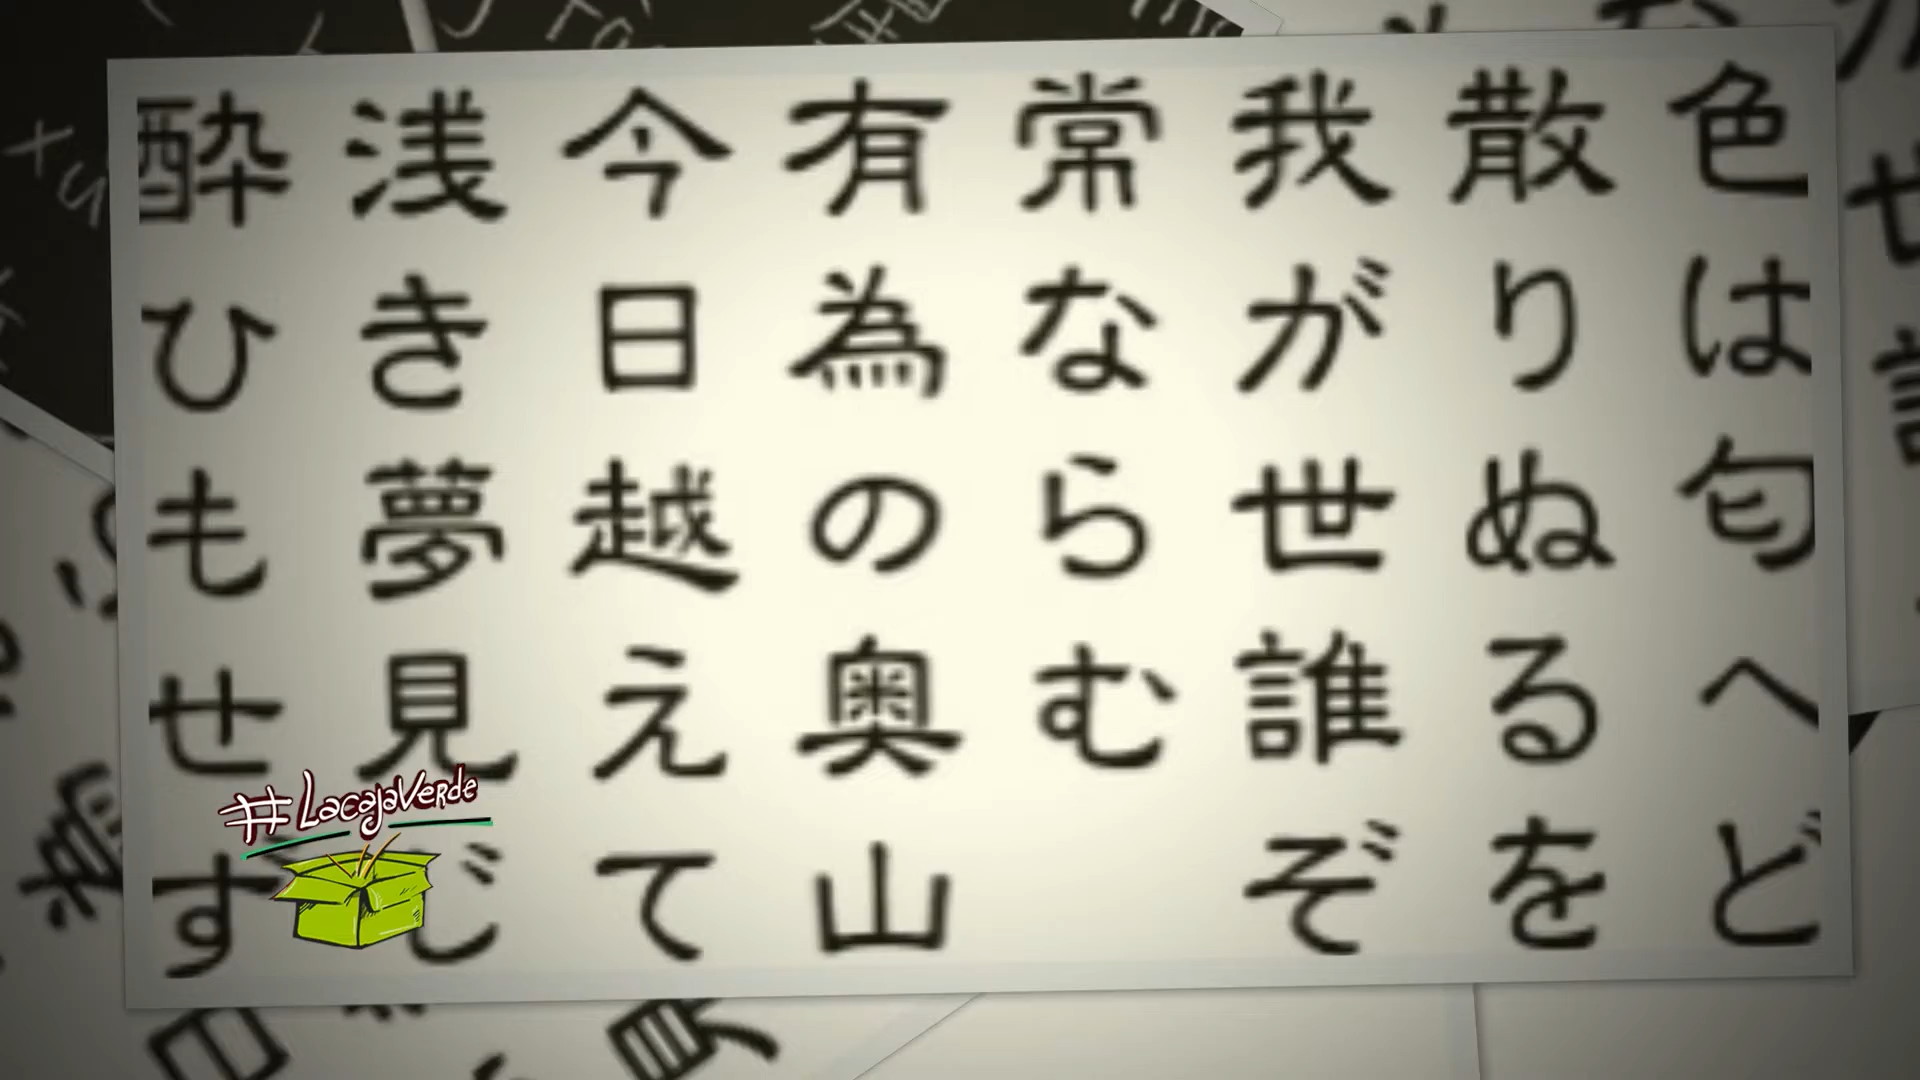 色は匂へど
散りぬるを
我が世誰ぞ
常ならむ
有為の奥山
今日越えて
浅き夢見じ
酔ひもせす
#LacajaVerde